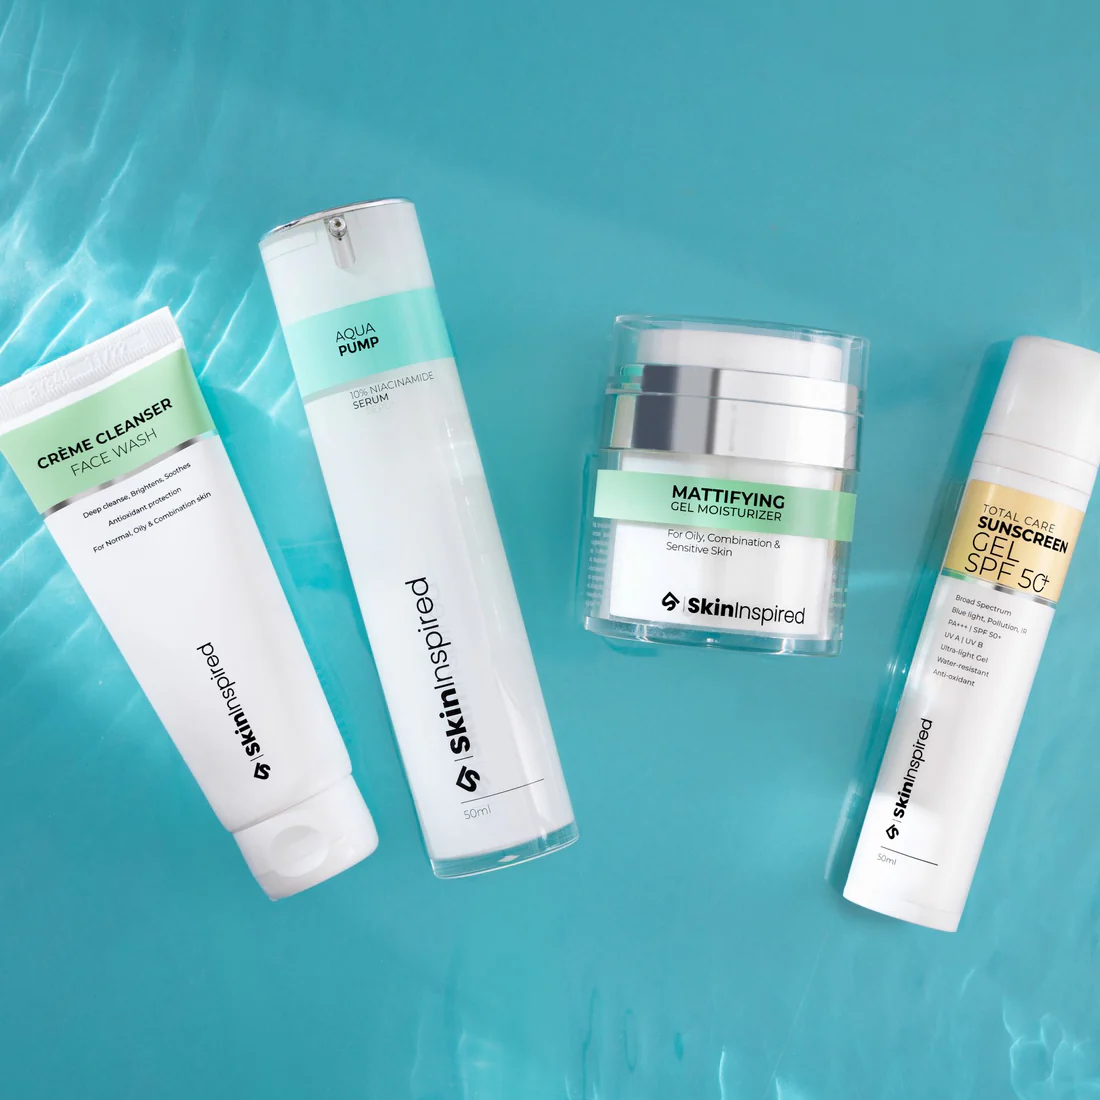 CRÈME CLEANSER
FACE WASH
Deep cleanse, Brightens, Soothes
Antioxidant protection
For Normal, Oily & Combination skin
SkinInspired
AQUA
PUMP
10% NIACINAMIDE
SERUM
SkinInspired
50ml
MATTIFYING
GEL MOISTURIZER
For Oily, Combination &
Sensitive Skin
SkinInspired
TOTAL CARE
SUNSCREEN
GEL
SPF 50+
Broad Spectrum
Blue light, Pollution, IR
PA+++ | SPF 50+
UV A | UV B
Ultra-light Gel
Water-resistant
Anti-oxidant
SkinInspired
50ml